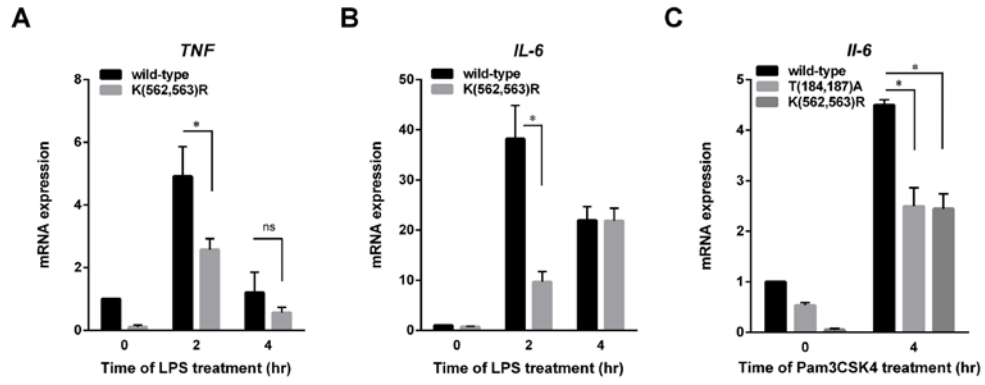 A
TNF
wild-type
K(562,563)R
*
ns
mRNA expression
8
6
4
2
0
0 2 4
Time of LPS treatment (hr)
B
IL-6
wild-type
K(562,563)R
*
mRNA expression
50
40
30
20
10
0
0 2 4
Time of LPS treatment (hr)
C
Il-6
wild-type
T(184,187)A
K(562,563)R
*
*
mRNA expression
5
4
3
2
1
0
0 4
Time of Pam3CSK4 treatment (hr)